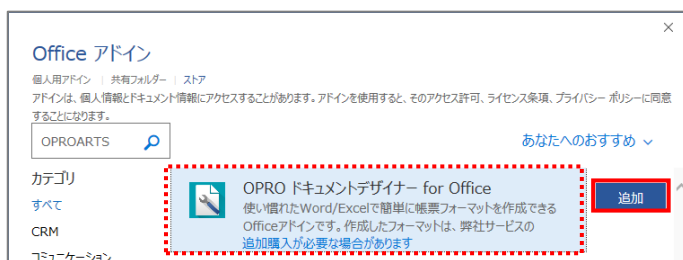 Office アドイン
個人用アドイン | 共有フォルダー | ストア
アドインは、個人情報とドキュメント情報にアクセスすることがあります。アドインを使用すると、そのアクセス許可、ライセンス条項、プライバシー ポリシーに同意
することになります。
OPROARTS
あなたへのおすすめ
カテゴリ
すべて
CRM
コミュニケーション
OPRO ドキュメントデザイナー for Office
使い慣れたWord/Excelで簡単に帳票フォーマットを作成できる
Officeアドインです。作成したフォーマットは、弊社サービスの
追加購入が必要な場合があります
追加